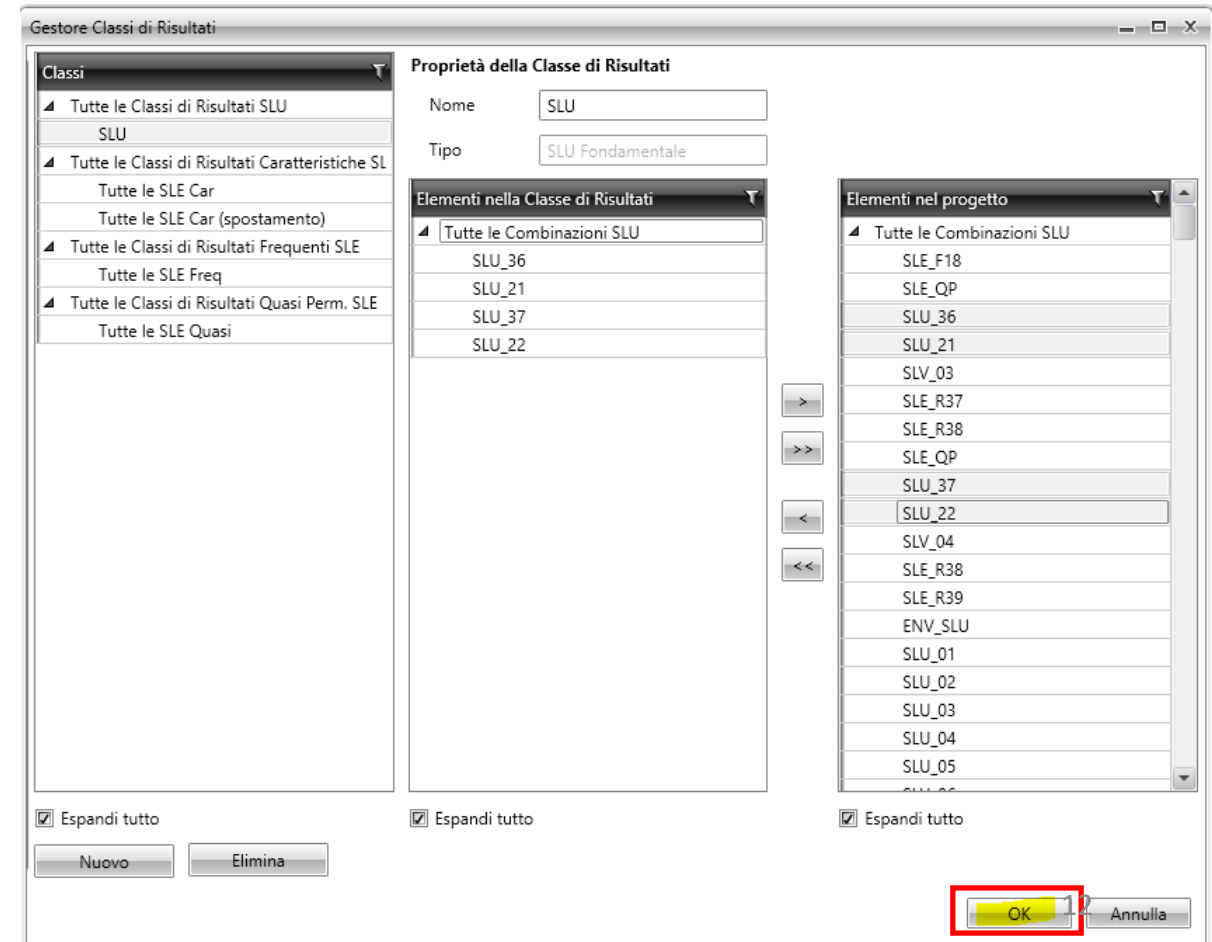 Gestore Classi di Risultati
Classi
Tutte le Classi di Risultati SLU
SLU
Tutte le Classi di Risultati Caratteristiche SL
Tutte le SLE Car
Tutte le SLE Car (spostamento)
Tutte le Classi di Risultati Frequenti SLE
Tutte le SLE Freq
Tutte le Classi di Risultati Quasi Perm. SLE
Tutte le SLE Quasi
Espandi tutto
Nuovo Elimina
Proprietà della Classe di Risultati
Nome SLU
Tipo SLU Fondamentale
Elementi nella Classe di Risultati
Tutte le Combinazioni SLU
SLU_36
SLU_21
SLU_37
SLU_22
Espandi tutto
>
>>
<
<<
Elementi nel progetto
Tutte le Combinazioni SLU
SLE_F18
SLE_QP
SLU_36
SLU_21
SLV_03
SLE_R37
SLE_R38
SLE_QP
SLU_37
SLU_22
SLV_04
SLE_R38
SLE_R39
ENV_SLU
SLU_01
SLU_02
SLU_03
SLU_04
SLU_05
Espandi tutto
OK 12 Annulla